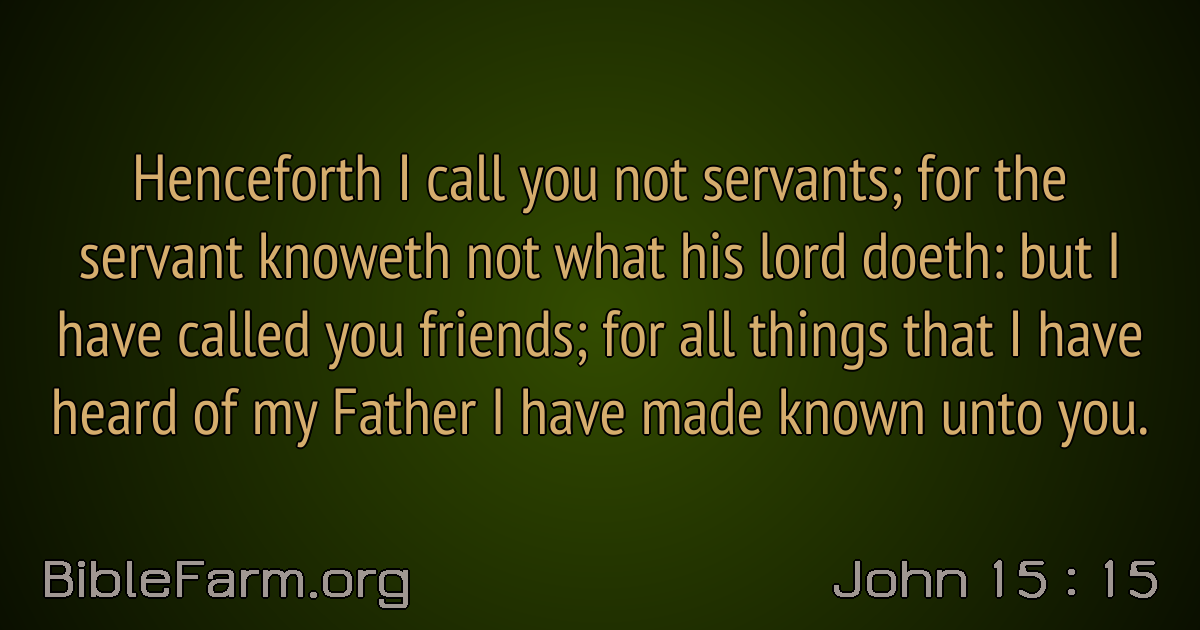 Henceforth I call you not servants; for the
servant knoweth not what his lord doeth: but I
have called you friends; for all things that I have
heard of my Father I have made known unto you.
BibleFarm.org
John 15 : 15